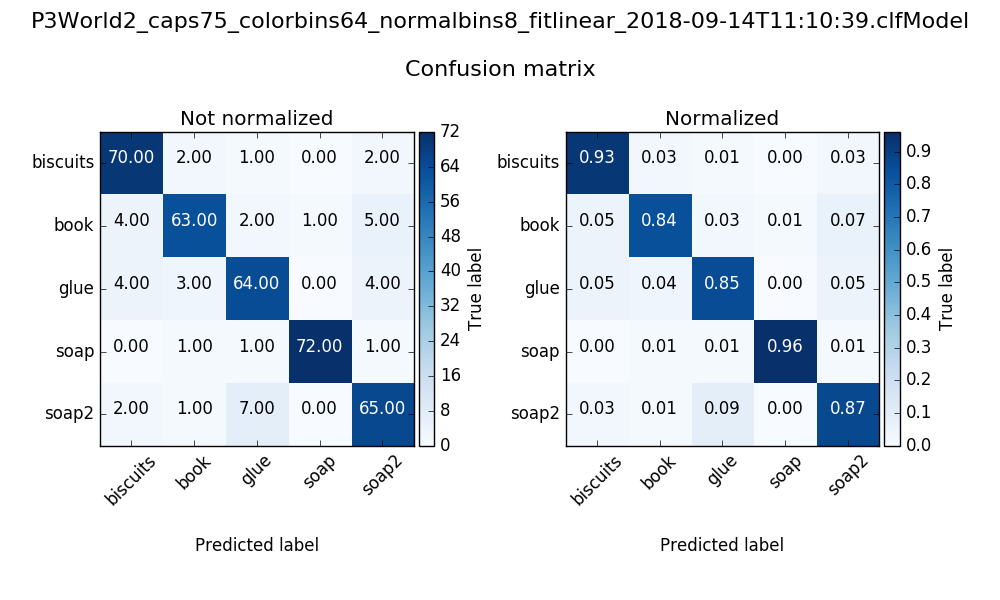 P3World2_caps75_colorbins64_normalbins8_fitlinear_2018-09-14T11:10:39.clfModel
Confusion matrix
Not normalized
biscuits 70.00 2.00 1.00 0.00 2.00
book 4.00 63.00 2.00 1.00 5.00
glue 4.00 3.00 64.00 0.00 4.00
soap 0.00 1.00 1.00 72.00 1.00
soap2 2.00 1.00 7.00 0.00 65.00
biscuits book glue soap soap2
Predicted label
72
64
56
48
40
32
24
16
8
0
True label
Normalized
biscuits 0.93 0.03 0.01 0.00 0.03
book 0.05 0.84 0.03 0.01 0.07
glue 0.05 0.04 0.85 0.00 0.05
soap 0.00 0.01 0.01 0.96 0.01
soap2 0.03 0.01 0.09 0.00 0.87
biscuits book glue soap soap2
Predicted label
0.9
0.8
0.7
0.6
0.5
0.4
0.3
0.2
0.1
0.0
True label